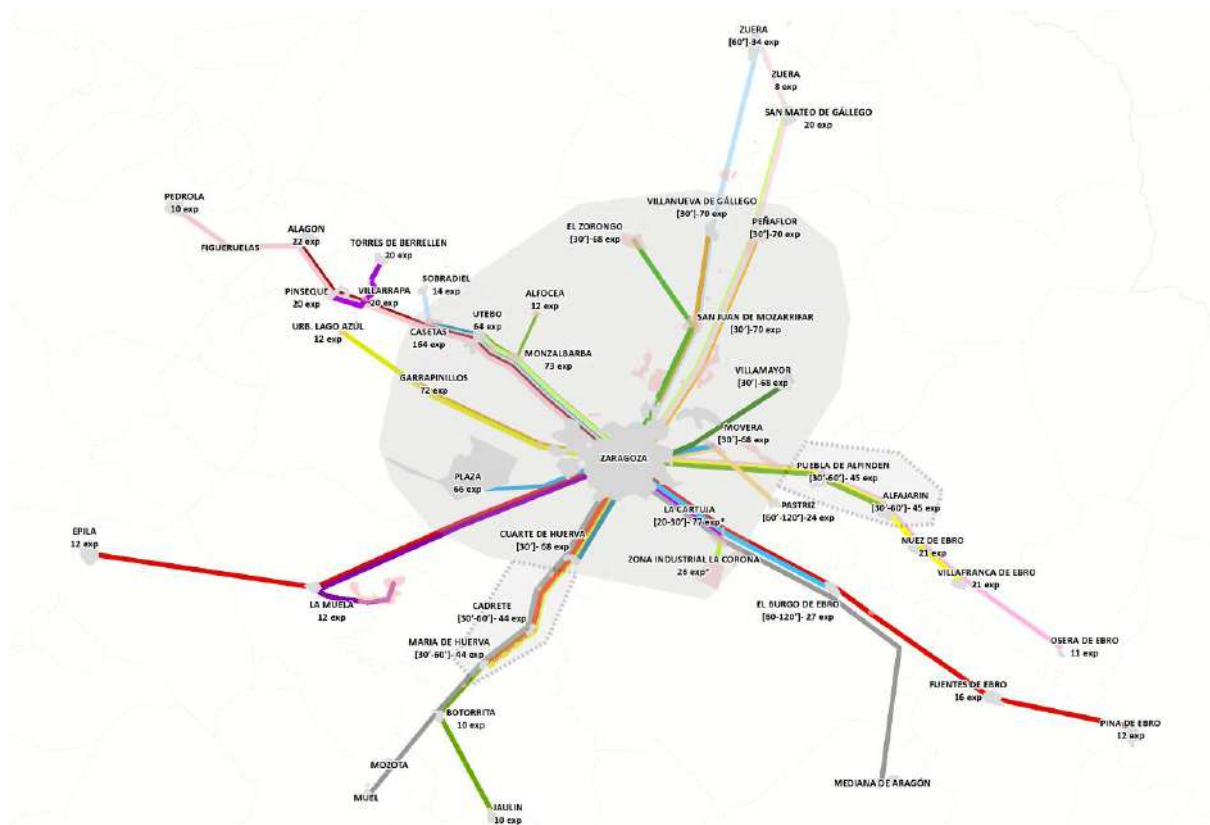 ZUERA
[60']-34 exp
ZUERA
8 exp
SAN MATEO DE GÁLLEGO
20 exp
PEDROLA
10 exp
FIGUERUELAS
ALAGON
22 exp
TORRES DE BERRELLEN
20 exp
PINSEQUE
20 exp
VILLARRAPA
20 exp
SOBRADIEL
14 exp
URB. LAGO AZÚL
12 exp
CASETAS
164 exp
UTEBO
64 exp
ALFOCEA
12 exp
MONZALBARBA
73 exp
GARRAPINILLOS
72 exp
EL ZORONGO
[30']-68 exp
VILLANUEVA DE GÁLLEGO
[30']-70 exp
PEÑAFLOR
[30']-70 exp
SAN JUAN DE MOZARRIFAR
[30']-70 exp
VILLAMAYOR
[30']-68 exp
MOVERA
[30']-68 exp
ZARAGOZA
PLAZA
66 exp
PUEBLA DE ALFINDEN
[30'-60']- 45 exp
ALFAJARIN
[30'-60']- 45 exp
PASTRIZ
[60'-120']-24 exp
NUEZ DE EBRO
21 exp
VILLAFRANCA DE EBRO
21 exp
OSERA DE EBRO
11 exp
LA CARTUJA
[20-30']- 77 exp*
ZONA INDUSTRIAL LA CORONA
26 exp*
EL BURGO DE EBRO
[60-120']- 27 exp
FUENTES DE EBRO
16 exp
PINA DE EBRO
12 exp
MEDIANA DE ARAGÓN
EPILA
12 exp
LA MUELA
12 exp
CUARTE DE HUERVA
[30']- 68 exp
CADRETE
[30'-60']- 44 exp
MARIA DE HUERVA
[30'-60']- 44 exp
BOTORRITA
10 exp
MOZOTA
MUEL
JAULIN
10 exp